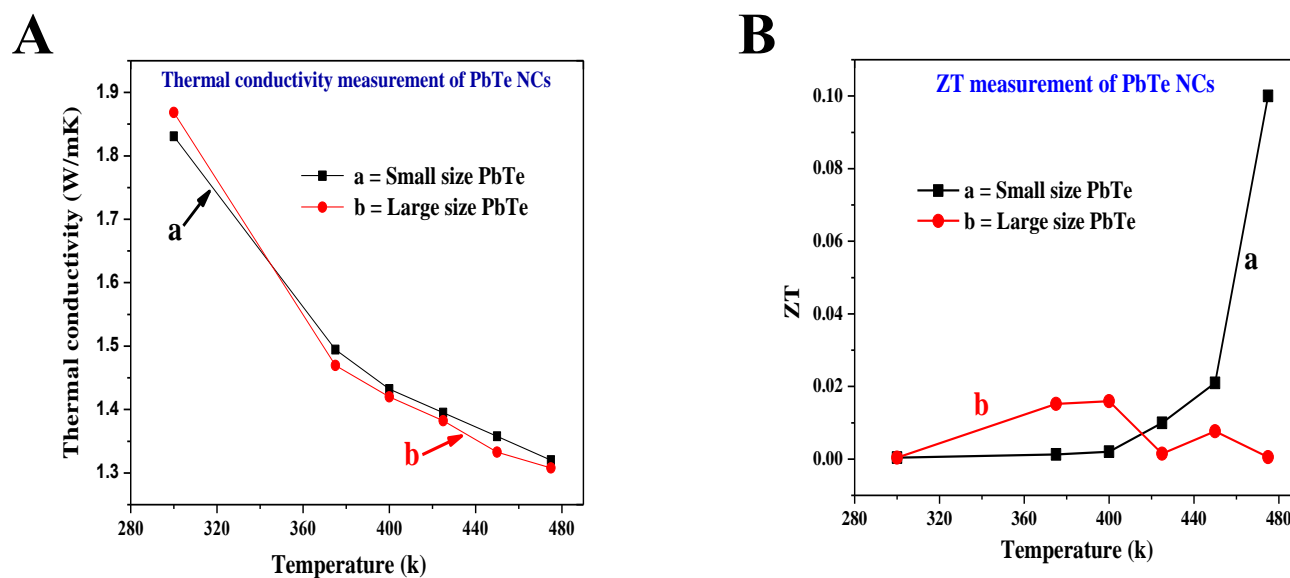 A
Thermal conductivity measurement of PbTe NCs
Thermal conductivity (W/mK)
1.9
1.8
1.7
1.6
1.5
1.4
1.3
a = Small size PbTe
b = Large size PbTe
a
b
280
320
360
400
440
480
Temperature (k)
B
ZT measurement of PbTe NCs
ZT
0.10
0.08
0.06
0.04
0.02
0.00
a = Small size PbTe
b = Large size PbTe
a
b
280
320
360
400
440
480
Temperature (k)